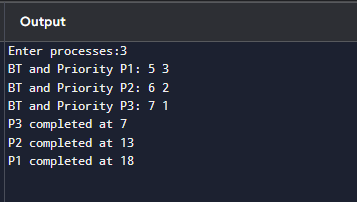 Output
Enter processes:3
BT and Priority P1: 5 3
BT and Priority P2: 6 2
BT and Priority P3: 7 1
P3 completed at 7
P2 completed at 13
P1 completed at 18